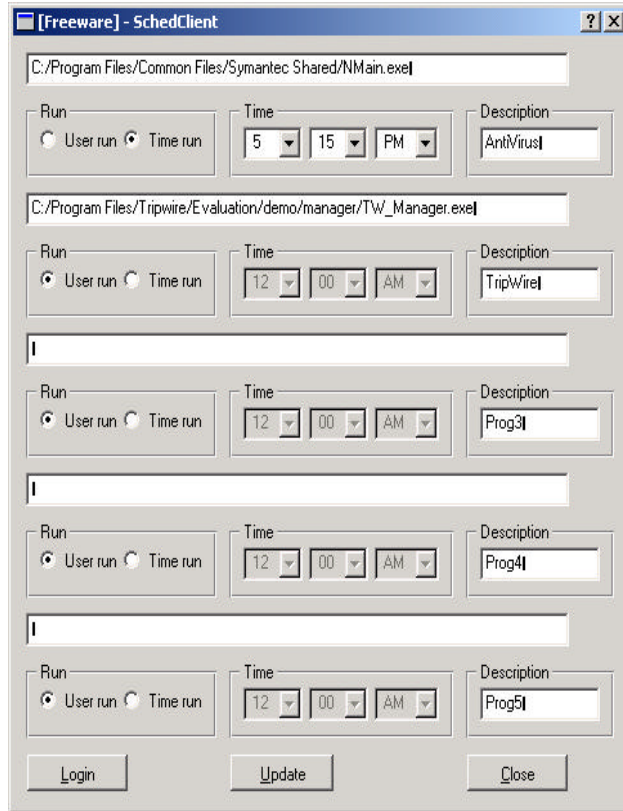 [Freeware] - SchedClient
C:/Program Files/Common Files/Symantec Shared/NMain.exe
Run Time Description
User run Time run 5 15 PM AntiVirus
C:/Program Files/Tripwire/Evaluation/demo/manager/TW_Manager.exe
Run Time Description
User run Time run 12 00 AM TripWire
Run Time Description
User run Time run 12 00 AM Prog3
Run Time Description
User run Time run 12 00 AM Prog4
Run Time Description
User run Time run 12 00 AM Prog5
Login Update Close